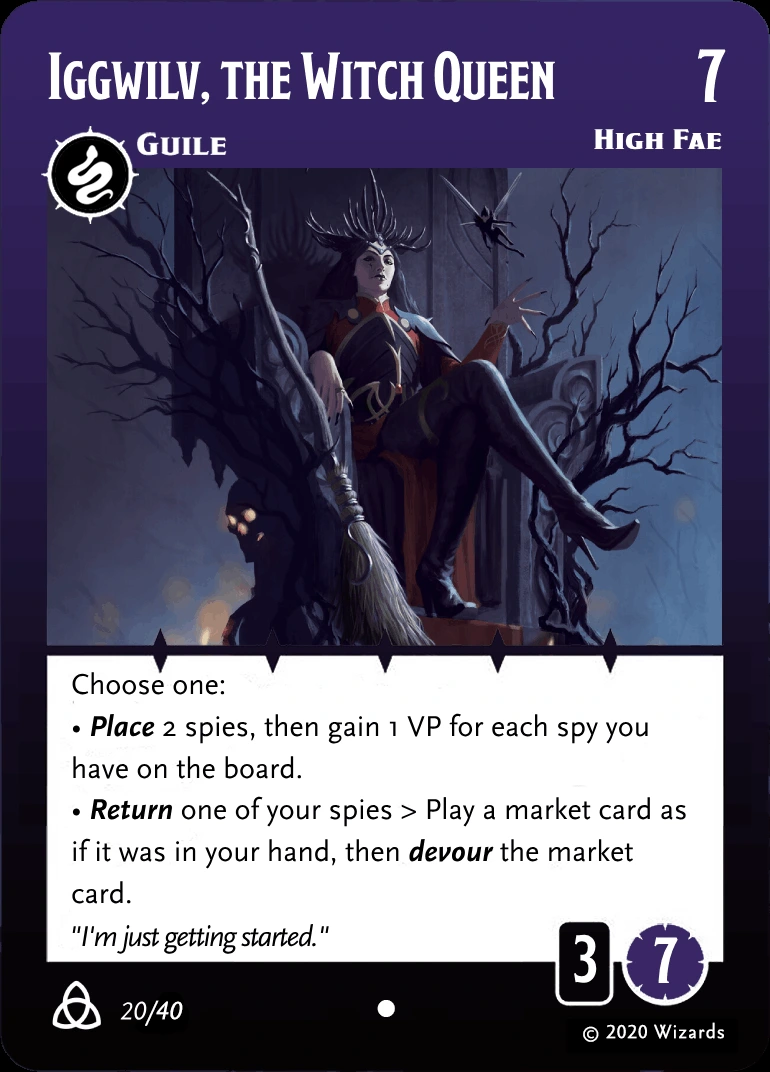 Iggwilv, the Witch Queen 7
Guile
High Fae
Choose one:
• Place 2 spies, then gain 1 VP for each spy you
have on the board.
• Return one of your spies > Play a market card as
if it was in your hand, then devour the market
card.
"I'm just getting started."
3 7
20/40
© 2020 Wizards